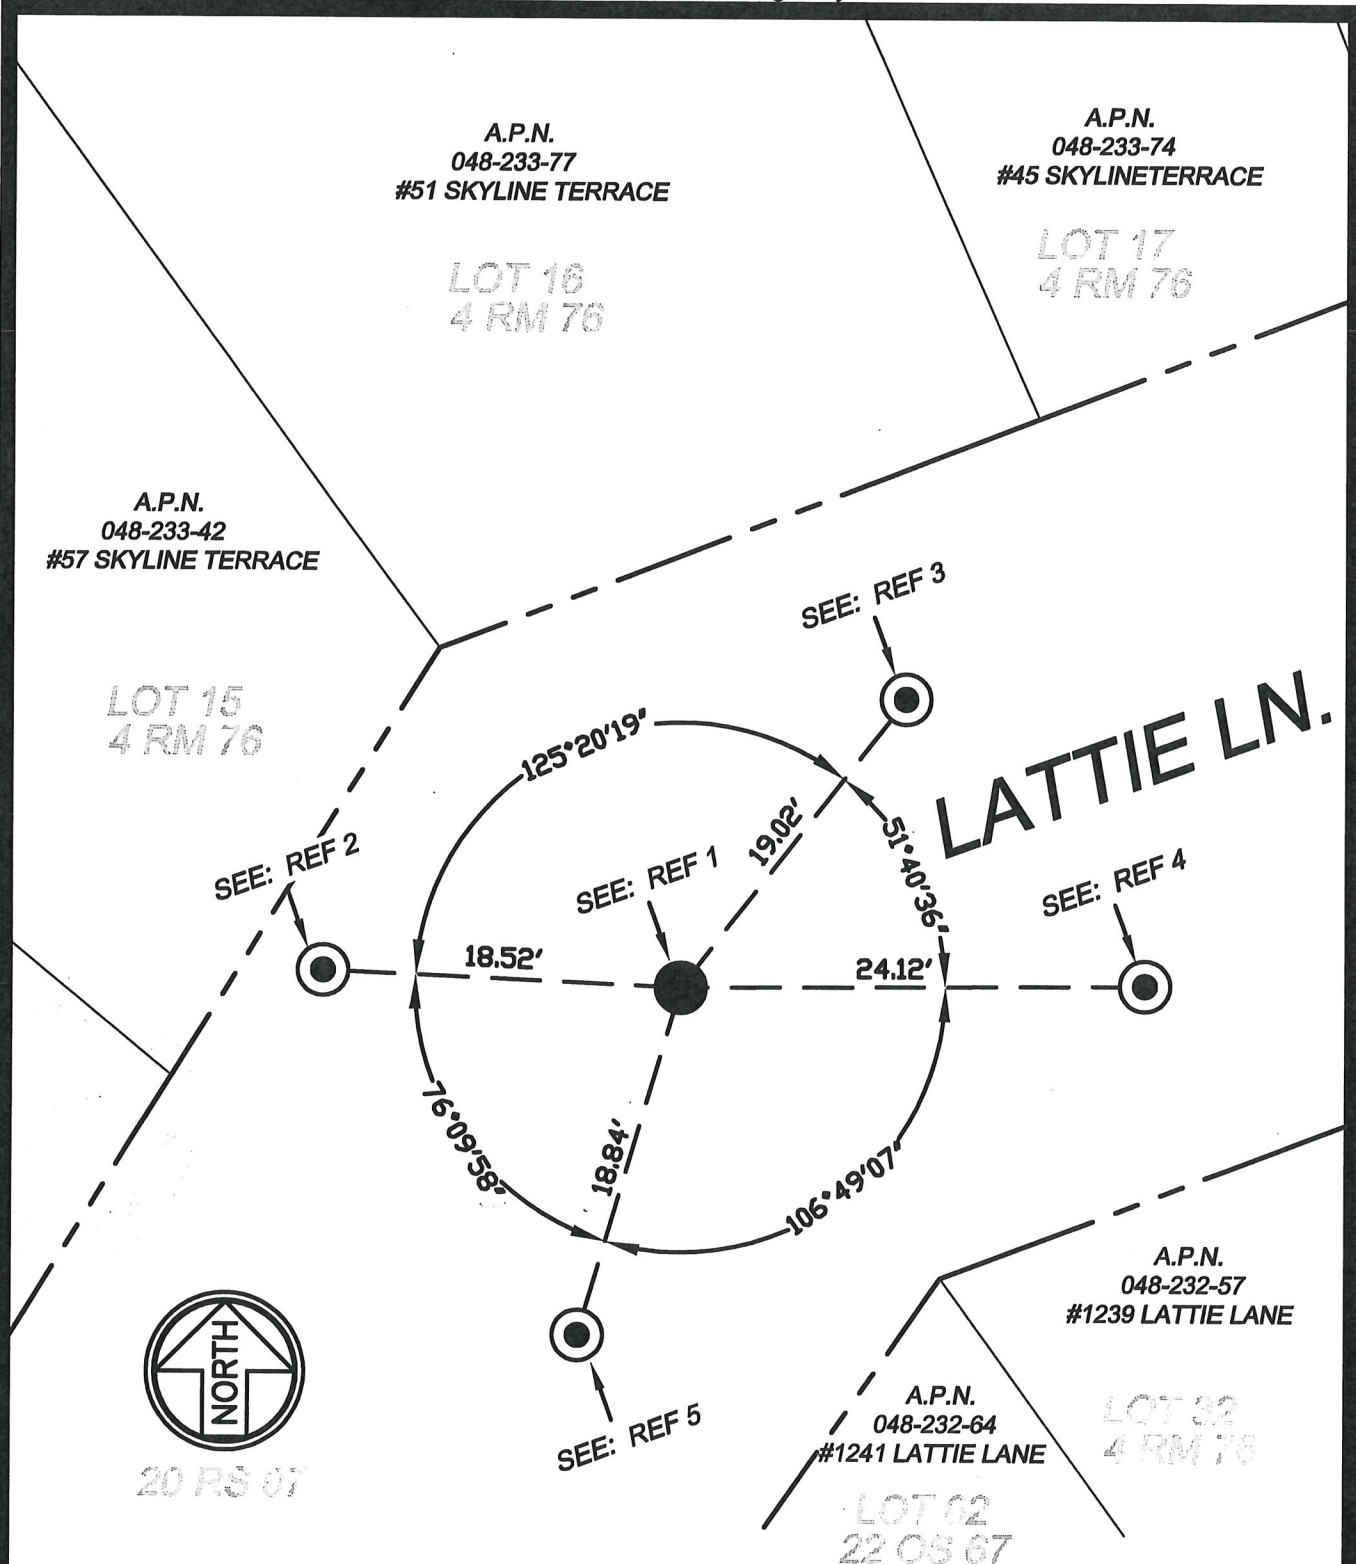 A.P.N.
048-233-77
#51 SKYLINE TERRACE
LOT 16
4 RM 76
A.P.N.
048-233-74
#45 SKYLINETERRACE
LOT 17
4 RM 76
A.P.N.
048-233-42
#57 SKYLINE TERRACE
LOT 15
4 RM 76
SEE: REF 3
LATTIE LN.
125°20'19"
51°40'36"
19.02'
SEE: REF 2
SEE: REF 1
SEE: REF 4
18.52'
24.12'
76°09'58"
18.84'
106°49'07"
SEE: REF 5
NORTH
20 RS 07
A.P.N.
048-232-57
#1239 LATTIE LANE
LOT 32
4 RM 76
A.P.N.
048-232-64
#1241 LATTIE LANE
LOT 62
22 OS 67